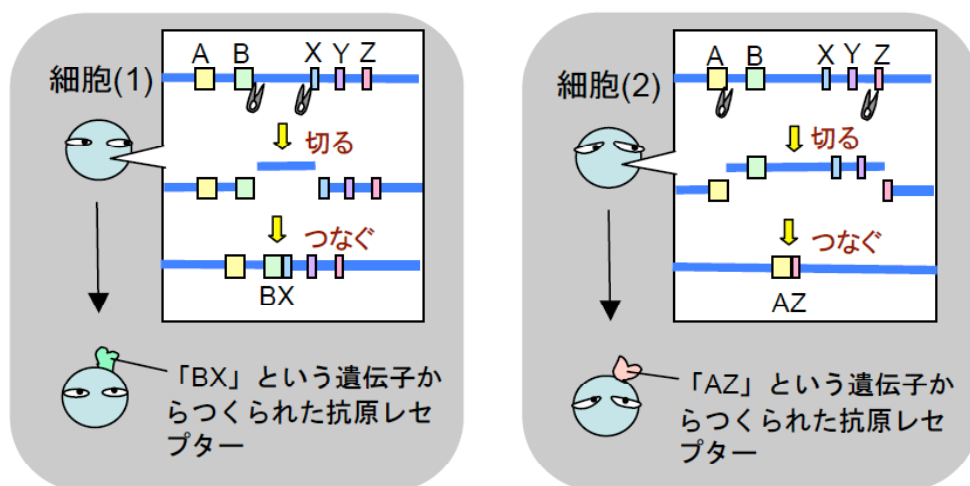 A B X Y Z
細胞(1)
切る
つなぐ
BX
「BX」という遺伝子か
らつくられた抗原レセ
プター
A B X Y Z
細胞(2)
切る
つなぐ
AZ
「AZ」という遺伝子か
らつくられた抗原レセ
プター